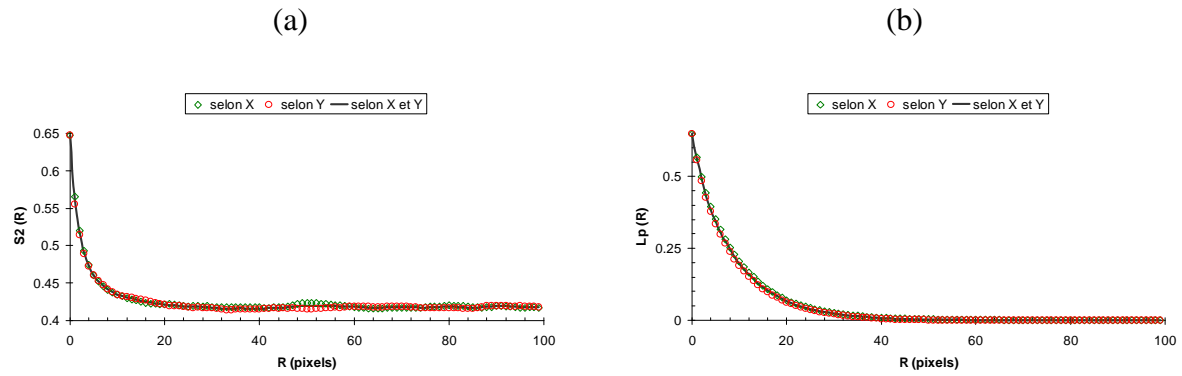 (a)
(b)
selon X selon Y selon X et Y
0.65
0.6
0.55
0.5
0.45
0.4
S2 (R)
0 20 40 60 80 100
R (pixels)
selon X selon Y selon X et Y
0.5
0.25
0
Lp (R)
0 20 40 60 80 100
R (pixels)